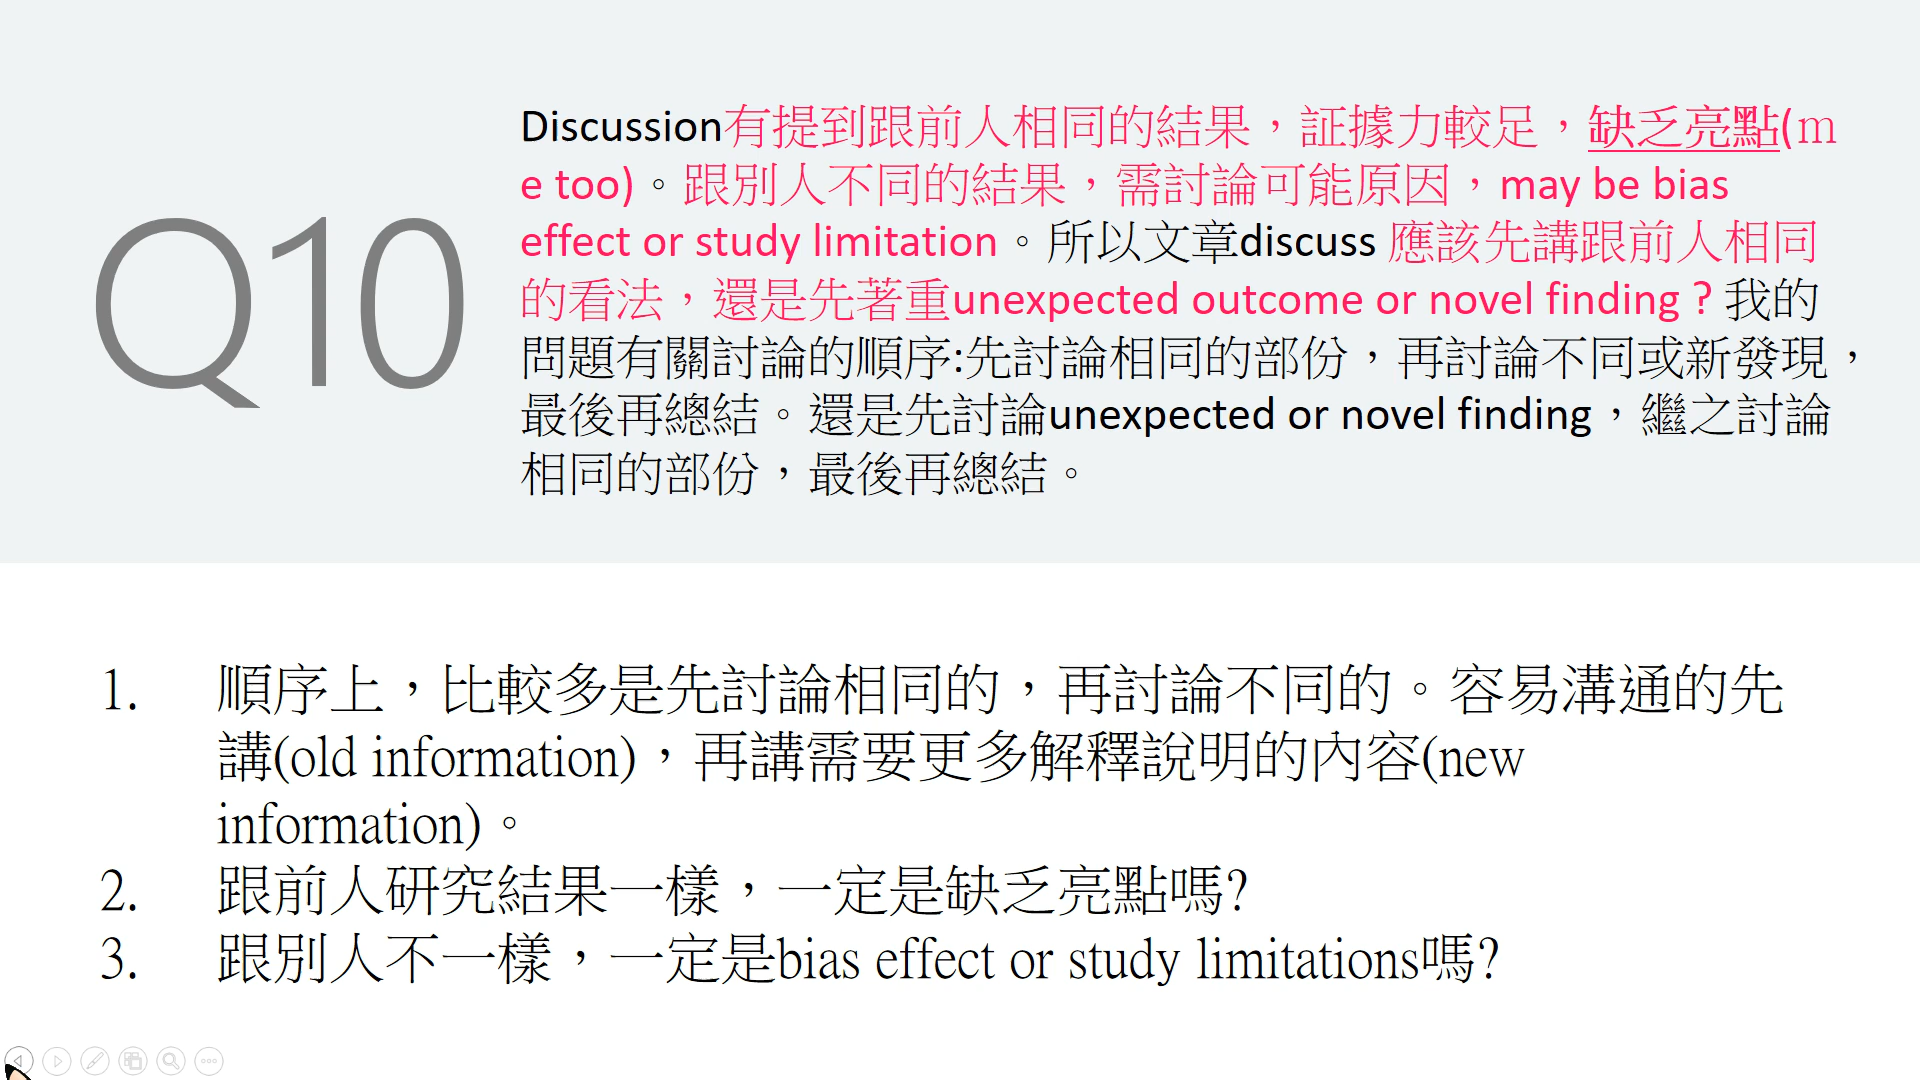 Q10
Discussion有提到跟前人相同的結果，証據力較足，缺乏亮點(m
e too)。跟別人不同的結果，需討論可能原因，may be bias
effect or study limitation。所以文章discuss 應該先講跟前人相同
的看法，還是先著重unexpected outcome or novel finding？我的
問題有關討論的順序:先討論相同的部份，再討論不同或新發現，
最後再總結。還是先討論unexpected or novel finding，繼之討論
相同的部份，最後再總結。
1. 順序上，比較多是先討論相同的，再討論不同的。容易溝通的先
講(old information)，再講需要更多解釋說明的內容(new
information)。
2. 跟前人研究結果一樣，一定是缺乏亮點嗎?
3. 跟別人不一樣，一定是bias effect or study limitations嗎?